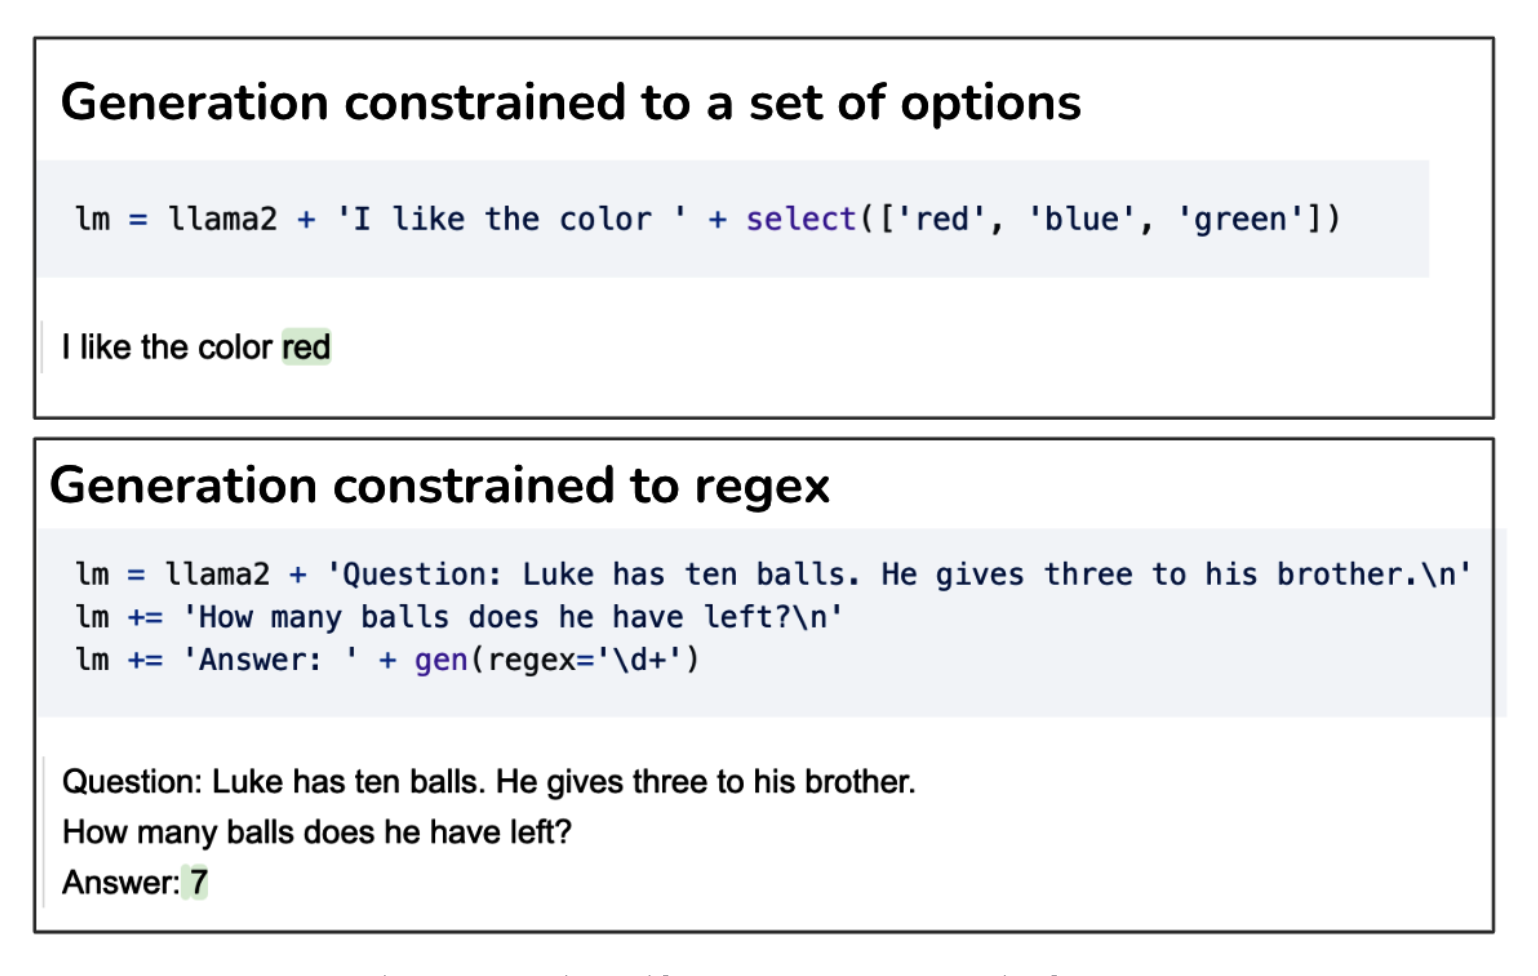 Generation constrained to a set of options
lm = llama2 + 'I like the color ' + select(['red', 'blue', 'green'])
I like the color red
Generation constrained to regex
lm = llama2 + 'Question: Luke has ten balls. He gives three to his brother.\n'
lm += 'How many balls does he have left?\n'
lm += 'Answer: ' + gen(regex='\d+')
Question: Luke has ten balls. He gives three to his brother.
How many balls does he have left?
Answer: 7